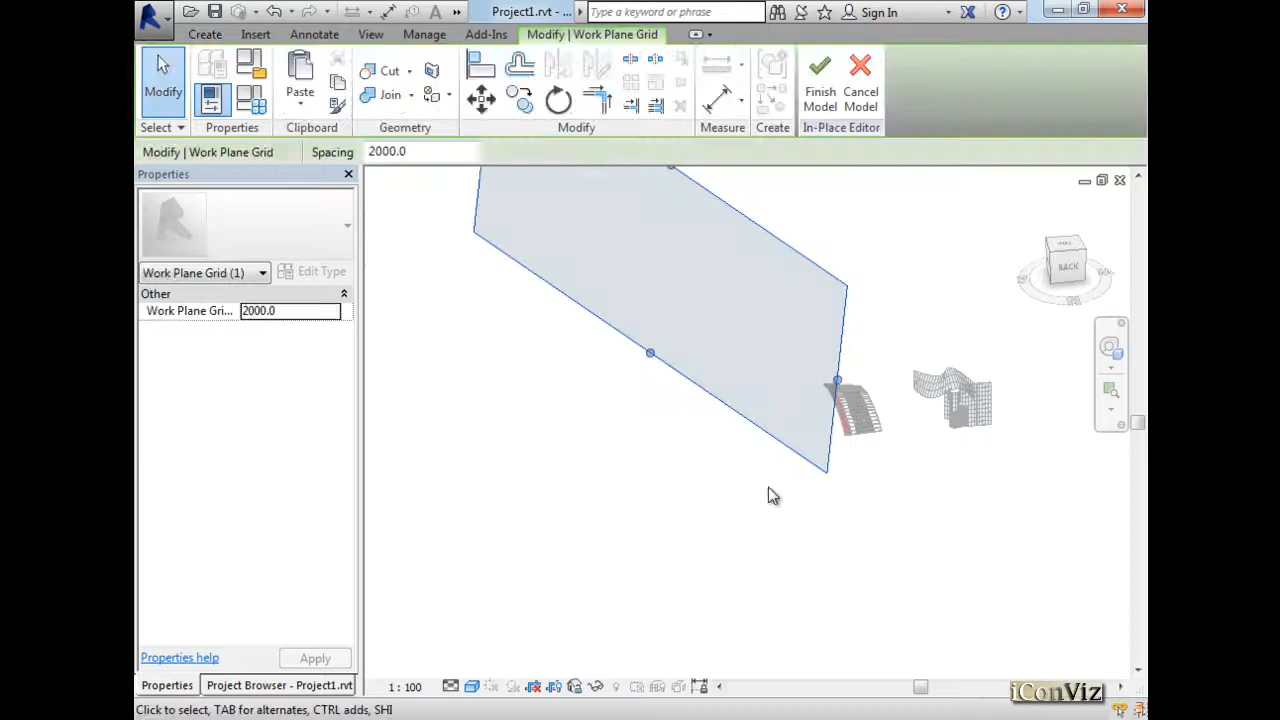 Project1.rvt - ...
Type a keyword or phrase
Sign In
Create
Insert
Annotate
View
Manage
Add-Ins
Modify | Work Plane Grid
Modify
Paste
Cut
Join
Finish
Model
Cancel
Model
Select
Properties
Clipboard
Geometry
Modify
Measure
Create
In-Place Editor
Modify | Work Plane Grid
Spacing
2000.0
Properties
Work Plane Grid (1)
Edit Type
Other
Work Plane Gri...
2000.0
BACK
Properties help
Apply
Properties
Project Browser - Project1.rvt
1 : 100
iConViz
Click to select, TAB for alternates, CTRL adds, SHI